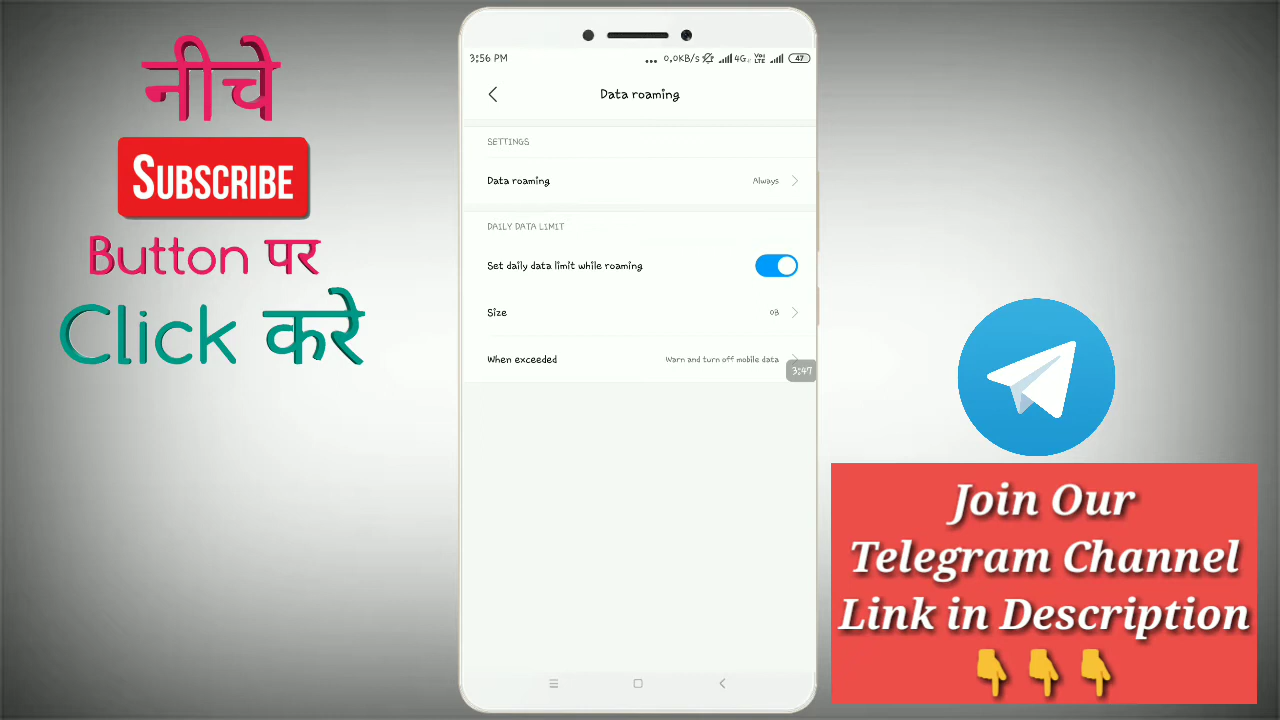 नीचे
SUBSCRIBE
Button पर
Click करे
3:56 PM
... 0.0KB/s 4G Vo LTE 47
Data roaming
SETTINGS
Data roaming Always
DAILY DATA LIMIT
Set daily data limit while roaming
Size 0B
When exceeded Warn and turn off mobile data
3:47
Join Our
Telegram Channel
Link in Description
👇👇👇